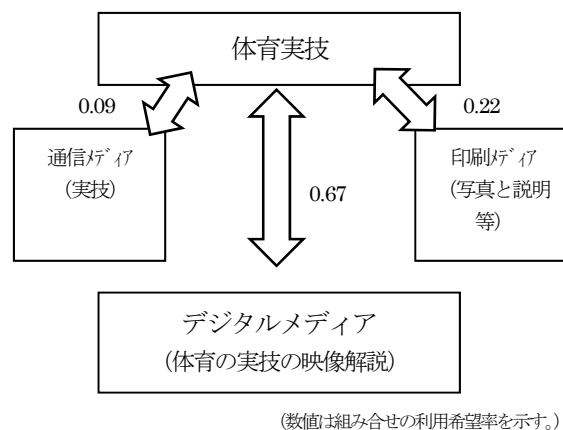 体育実技
0.09
0.22
通信メディア
(実技)
印刷メディア
(写真と説明
等)
0.67
デジタルメディア
(体育の実技の映像解説)
(数値は組み合せの利用希望率を示す。)